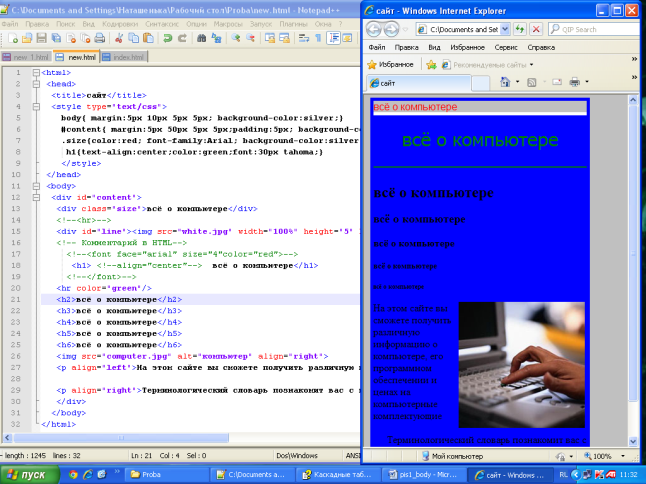 C:\Documents and Settings\Наташенька\Рабочий стол\Proba\new.html - Notepad++
Файл Правка Поиск Вид Кодировки Синтаксис Опции Макросы Запуск Плагины Окна ?
new 1.html new.html index.html
1 <html>
2 <head>
3 <title>сайт</title>
4 <style type="text/css">
5 body{ margin:5px 10px 5px 5px; background-color:silver;}
6 #content{ margin:5px 50px 5px 5px;padding:5px; background-co
7 .size{color:red; font-family:Arial; background-color:silver;
8 h1{text-align:center;color:green;font:30px tahoma;}
9 </style>
10 </head>
11 <body>
12 <div id="content">
13 <div class="size">всё о компьютере</div>
14 <!--<hr>-->
15 <div id="line"><img src="white.jpg" width="100%" height="5"
16 <!-- Комментарий в HTML-->
17 <!--<font face="arial" size="4"color="red">-->
18 <h1> <!--align="center"--> всё о компьютере</h1>
19 <!--</font>-->
20 <hr color="green"/>
21 <h2>всё о компьютере</h2>
22 <h3>всё о компьютере</h3>
23 <h4>всё о компьютере</h4>
24 <h5>всё о компьютере</h5>
25 <h6>всё о компьютере</h6>
26 <img src="computer.jpg" alt="компьютер" align="right">
27 <p align="left">На этом сайте вы сможете получить различную
28
29 <p align="right">Терминологический словарь познакомит вас с
30 </div>
31 </body>
32 </html>
length : 1245 lines : 32 Ln : 21 Col : 4 Sel : 0 Dos\Windows ANSI
сайт - Windows Internet Explorer
C:\Documents and Set QIP Search
Файл Правка Вид Избранное Сервис Справка
Избранное Рекомендуемые сайты
сайт
всё о компьютере
всё о компьютере
всё о компьютере
всё о компьютере
всё о компьютере
всё о компьютере
всё о компьютере
На этом сайте вы
сможете получить
различную
информацию о
компьютере, его
программном
обеспечении и
ценах на
компьютерные
комплектующие
Терминологический словарь познакомит вас с
Мой компьютер 100%
пуск Proba C:\Documents a... Каскадные таб... pis1_body - Micr... сайт - Windows ... RL 11:32